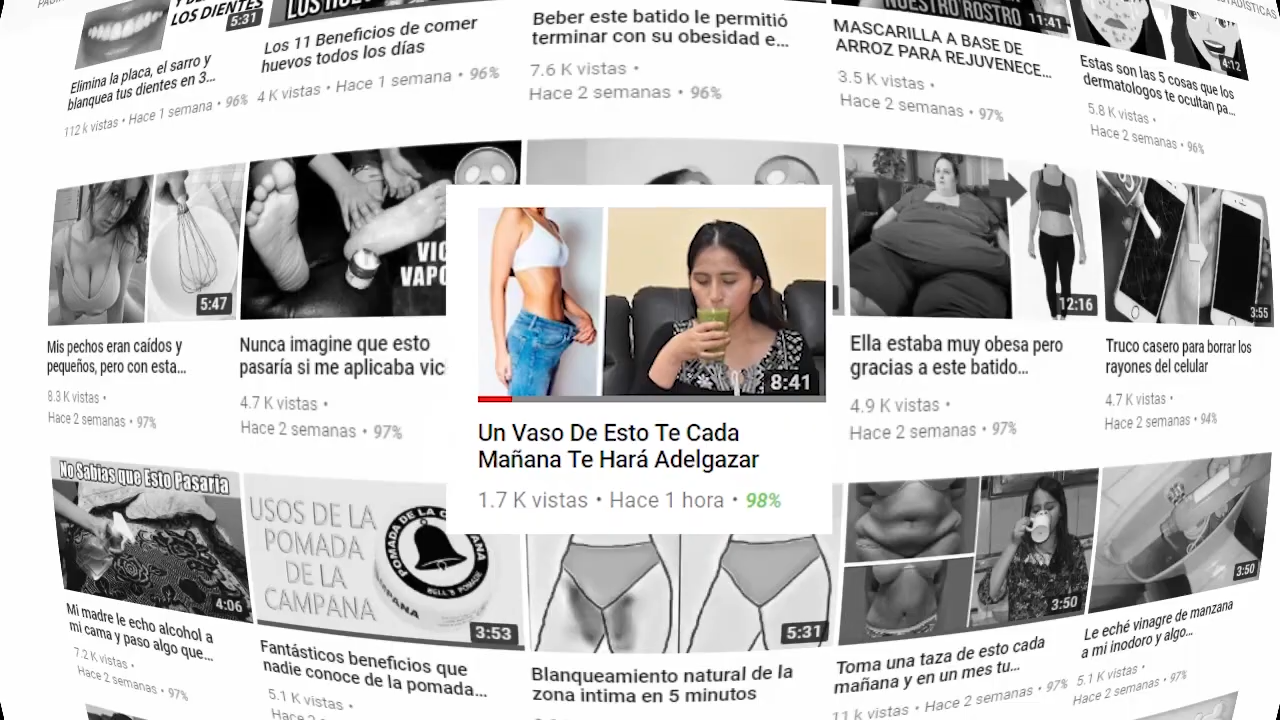 LOS DIENTES
5:31
11:41
4:12
Elimina la placa, el sarro y
blanquea tus dientes en 3...
112 k vistas • Hace 1 semana • 96%
Los 11 Beneficios de comer
huevos todos los días
4 K vistas • Hace 1 semana • 96%
Beber este batido le permitió
terminar con su obesidad e...
7.6 K vistas •
Hace 2 semanas • 96%
NUESTRO ROSTRO
MASCARILLA A BASE DE
ARROZ PARA REJUVENECE...
3.5 K vistas •
Hace 2 semanas • 97%
Estas son las 5 cosas que los
dermatologos te ocultan pa...
5.8 K vistas •
Hace 2 semanas • 96%
5:47
VIC
VAPO
8:41
12:16
3:55
Mis pechos eran caídos y
pequeños, pero con esta...
8.3 K vistas •
Hace 2 semanas • 97%
Nunca imagine que esto
pasaría si me aplicaba vic
4.7 K vistas •
Hace 2 semanas • 97%
Un Vaso De Esto Te Cada
Mañana Te Hará Adelgazar
1.7 K vistas • Hace 1 hora • 98%
Ella estaba muy obesa pero
gracias a este batido...
4.9 K vistas •
Hace 2 semanas • 97%
Truco casero para borrar los
rayones del celular
4.7 K vistas •
Hace 2 semanas • 94%
No Sabias que Esto Pasaria
4:06
USOS DE LA
POMADA
DE LA
CAMPANA
POMADA DE LA
BELL'S POMADE
3:53
5:31
3:50
3:50
Mi madre le echo alcohol a
mi cama y paso algo que...
7.2 K vistas •
Hace 2 semanas • 97%
Fantásticos beneficios que
nadie conoce de la pomada...
5.1 K vistas •
Hace 2
Blanqueamiento natural de la
zona intima en 5 minutos
Toma una taza de esto cada
mañana y en un mes tu...
11 k vistas • Hace 2 semanas • 97%
Le eché vinagre de manzana
a mi inodoro y algo...
5.1 K vistas •
Hace 2 semanas • 97%